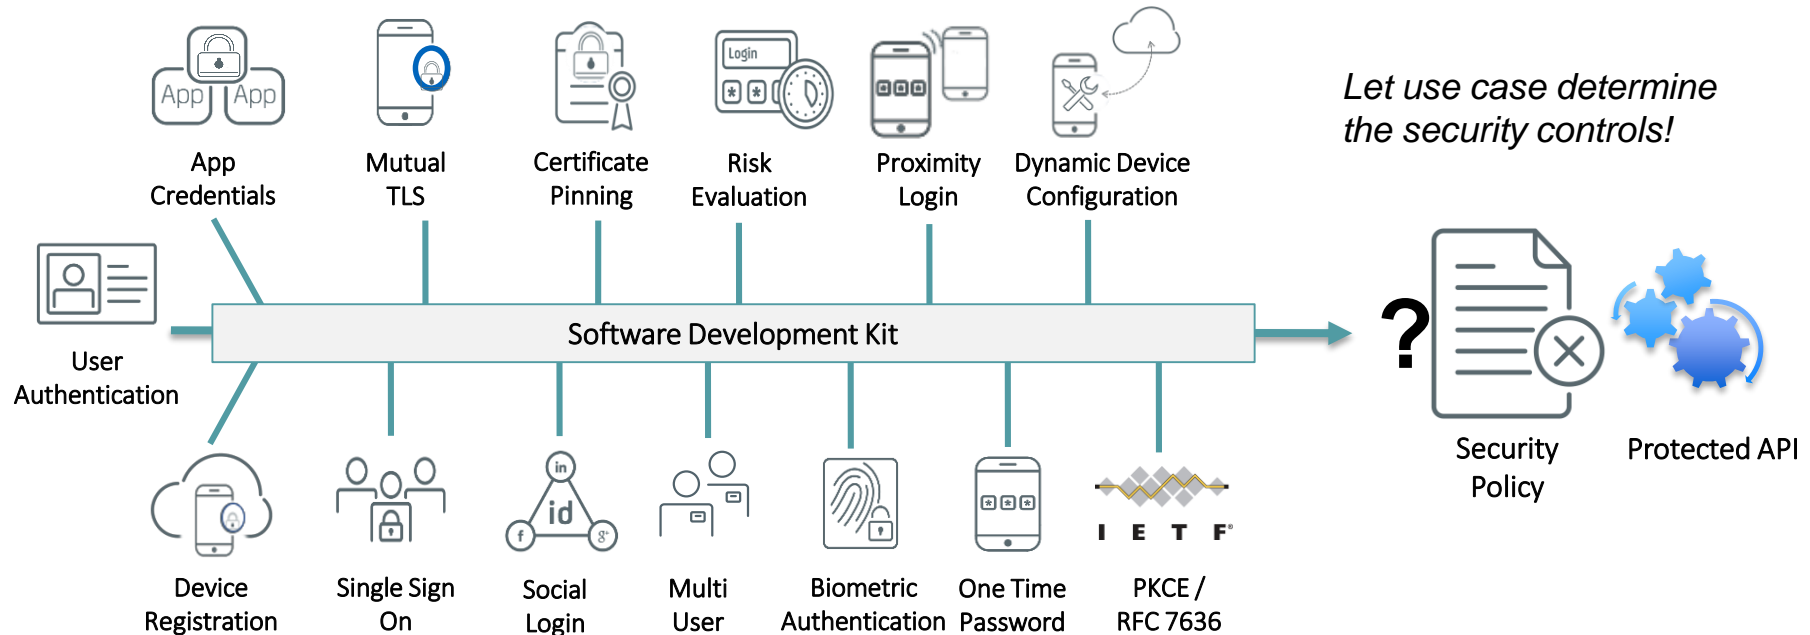 App App
Login
* *
Let use case determine
the security controls!
App
Credentials
Mutual
TLS
Certificate
Pinning
Risk
Evaluation
Proximity
Login
Dynamic Device
Configuration
User
Authentication
Software Development Kit
?
Security
Policy
Protected API
in
id
f
g+
* * *
I E T F®
Device
Registration
Single Sign
On
Social
Login
Multi
User
Biometric
Authentication
One Time
Password
PKCE /
RFC 7636